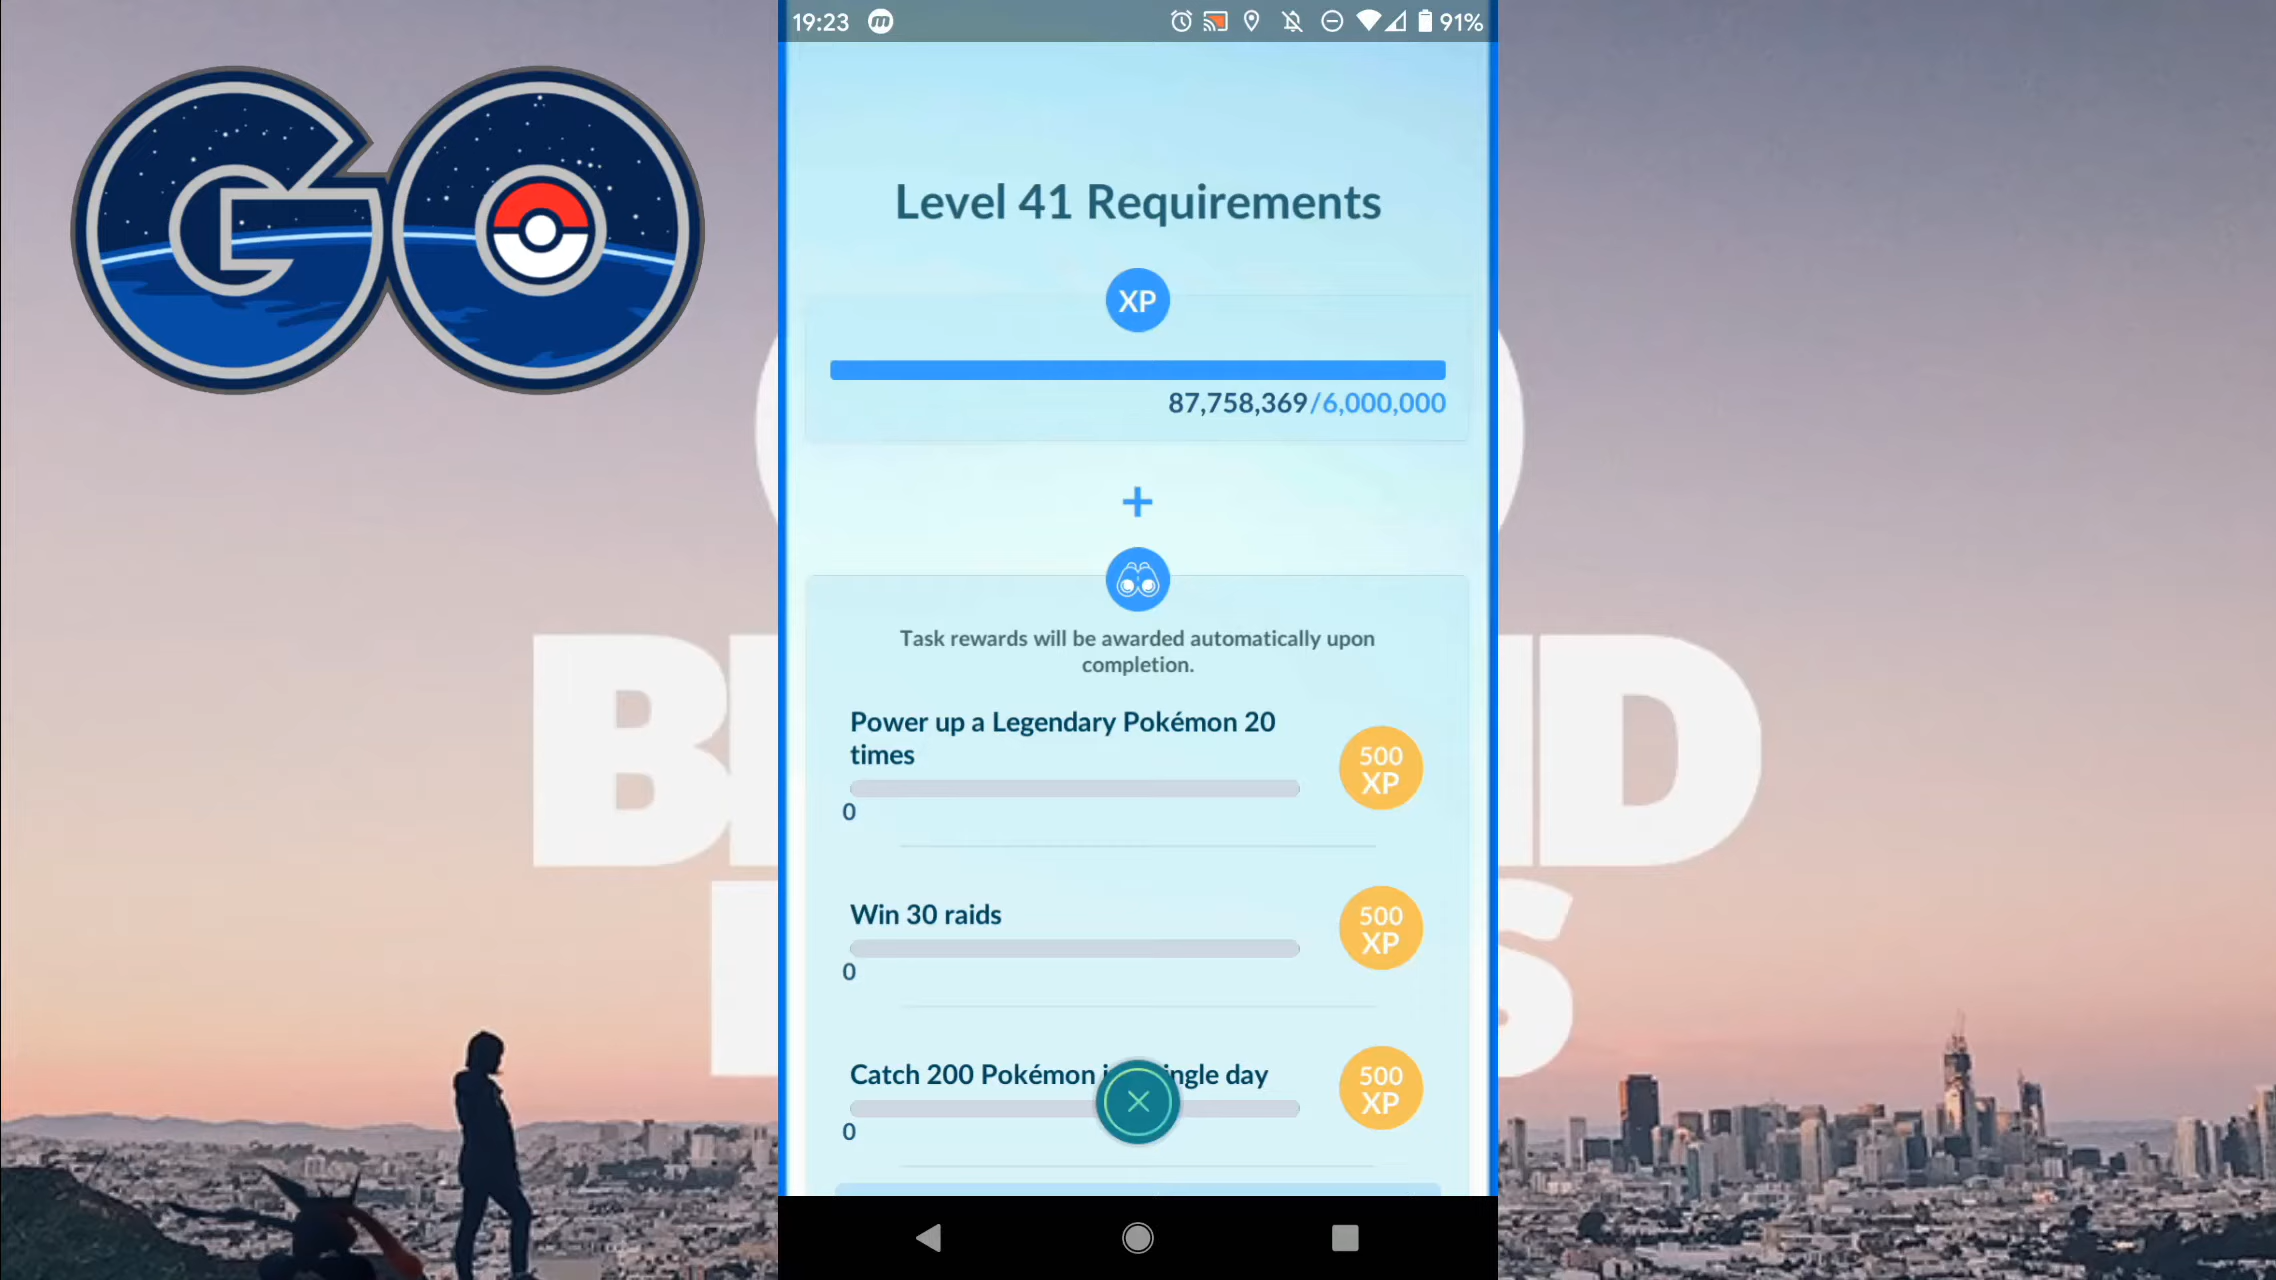 19:23
91%
GO
Level 41 Requirements
XP
87,758,369/6,000,000
+
Task rewards will be awarded automatically upon
completion.
Power up a Legendary Pokémon 20
times
500
XP
0
Win 30 raids
500
XP
0
Catch 200 Pokémon i ingle day
500
XP
0